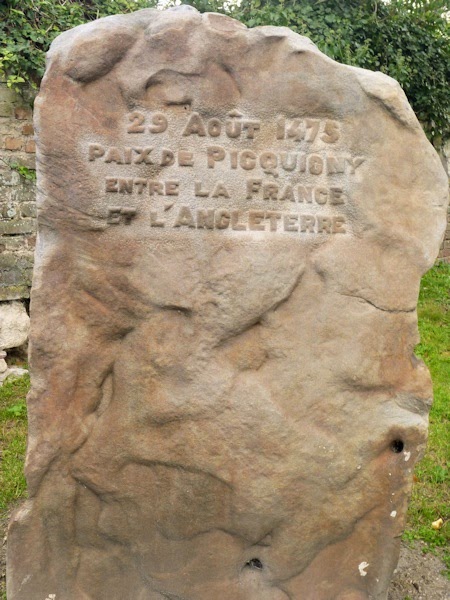 29 Août 1475
Paix de Picquigny
entre la France
et l'Angleterre